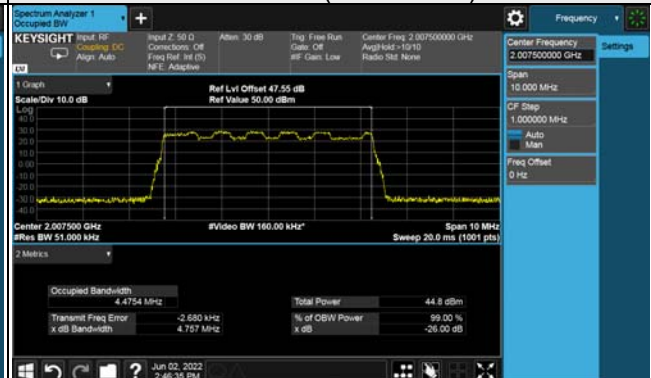 Spectrum Analyzer 1
Occupied BW
+
Frequency
KEYSIGHT
Input: RF
Coupling: DC
Align: Auto
Input Z: 50 Ω
Corrections: Off
Freq Ref: Int (S)
NFE: Adaptive
Atten: 30 dB
Trig: Free Run
Gate: Off
#IF Gain: Low
Center Freq: 2.007500000 GHz
Avg|Hold:>10/10
Radio Std: None
Center Frequency
2.007500000 GHz
Settings
Span
10.000 MHz
CF Step
1.000000 MHz
Auto
Man
Freq Offset
0 Hz
LXI
1 Graph
Scale/Div 10.0 dB
Ref Lvl Offset 47.55 dB
Ref Value 50.00 dBm
Log
40.0
30.0
20.0
10.0
0.00
-10.0
-20.0
-30.0
-40.0
Center 2.007500 GHz
#Res BW 51.000 kHz
#Video BW 160.00 kHz*
Span 10 MHz
Sweep 20.0 ms (1001 pts)
2 Metrics
Occupied Bandwidth
4.4754 MHz
Total Power 44.8 dBm
Transmit Freq Error -2.680 kHz
% of OBW Power 99.00 %
x dB Bandwidth 4.757 MHz
x dB -26.00 dB
?
Jun 02, 2022
2:46:35 PM